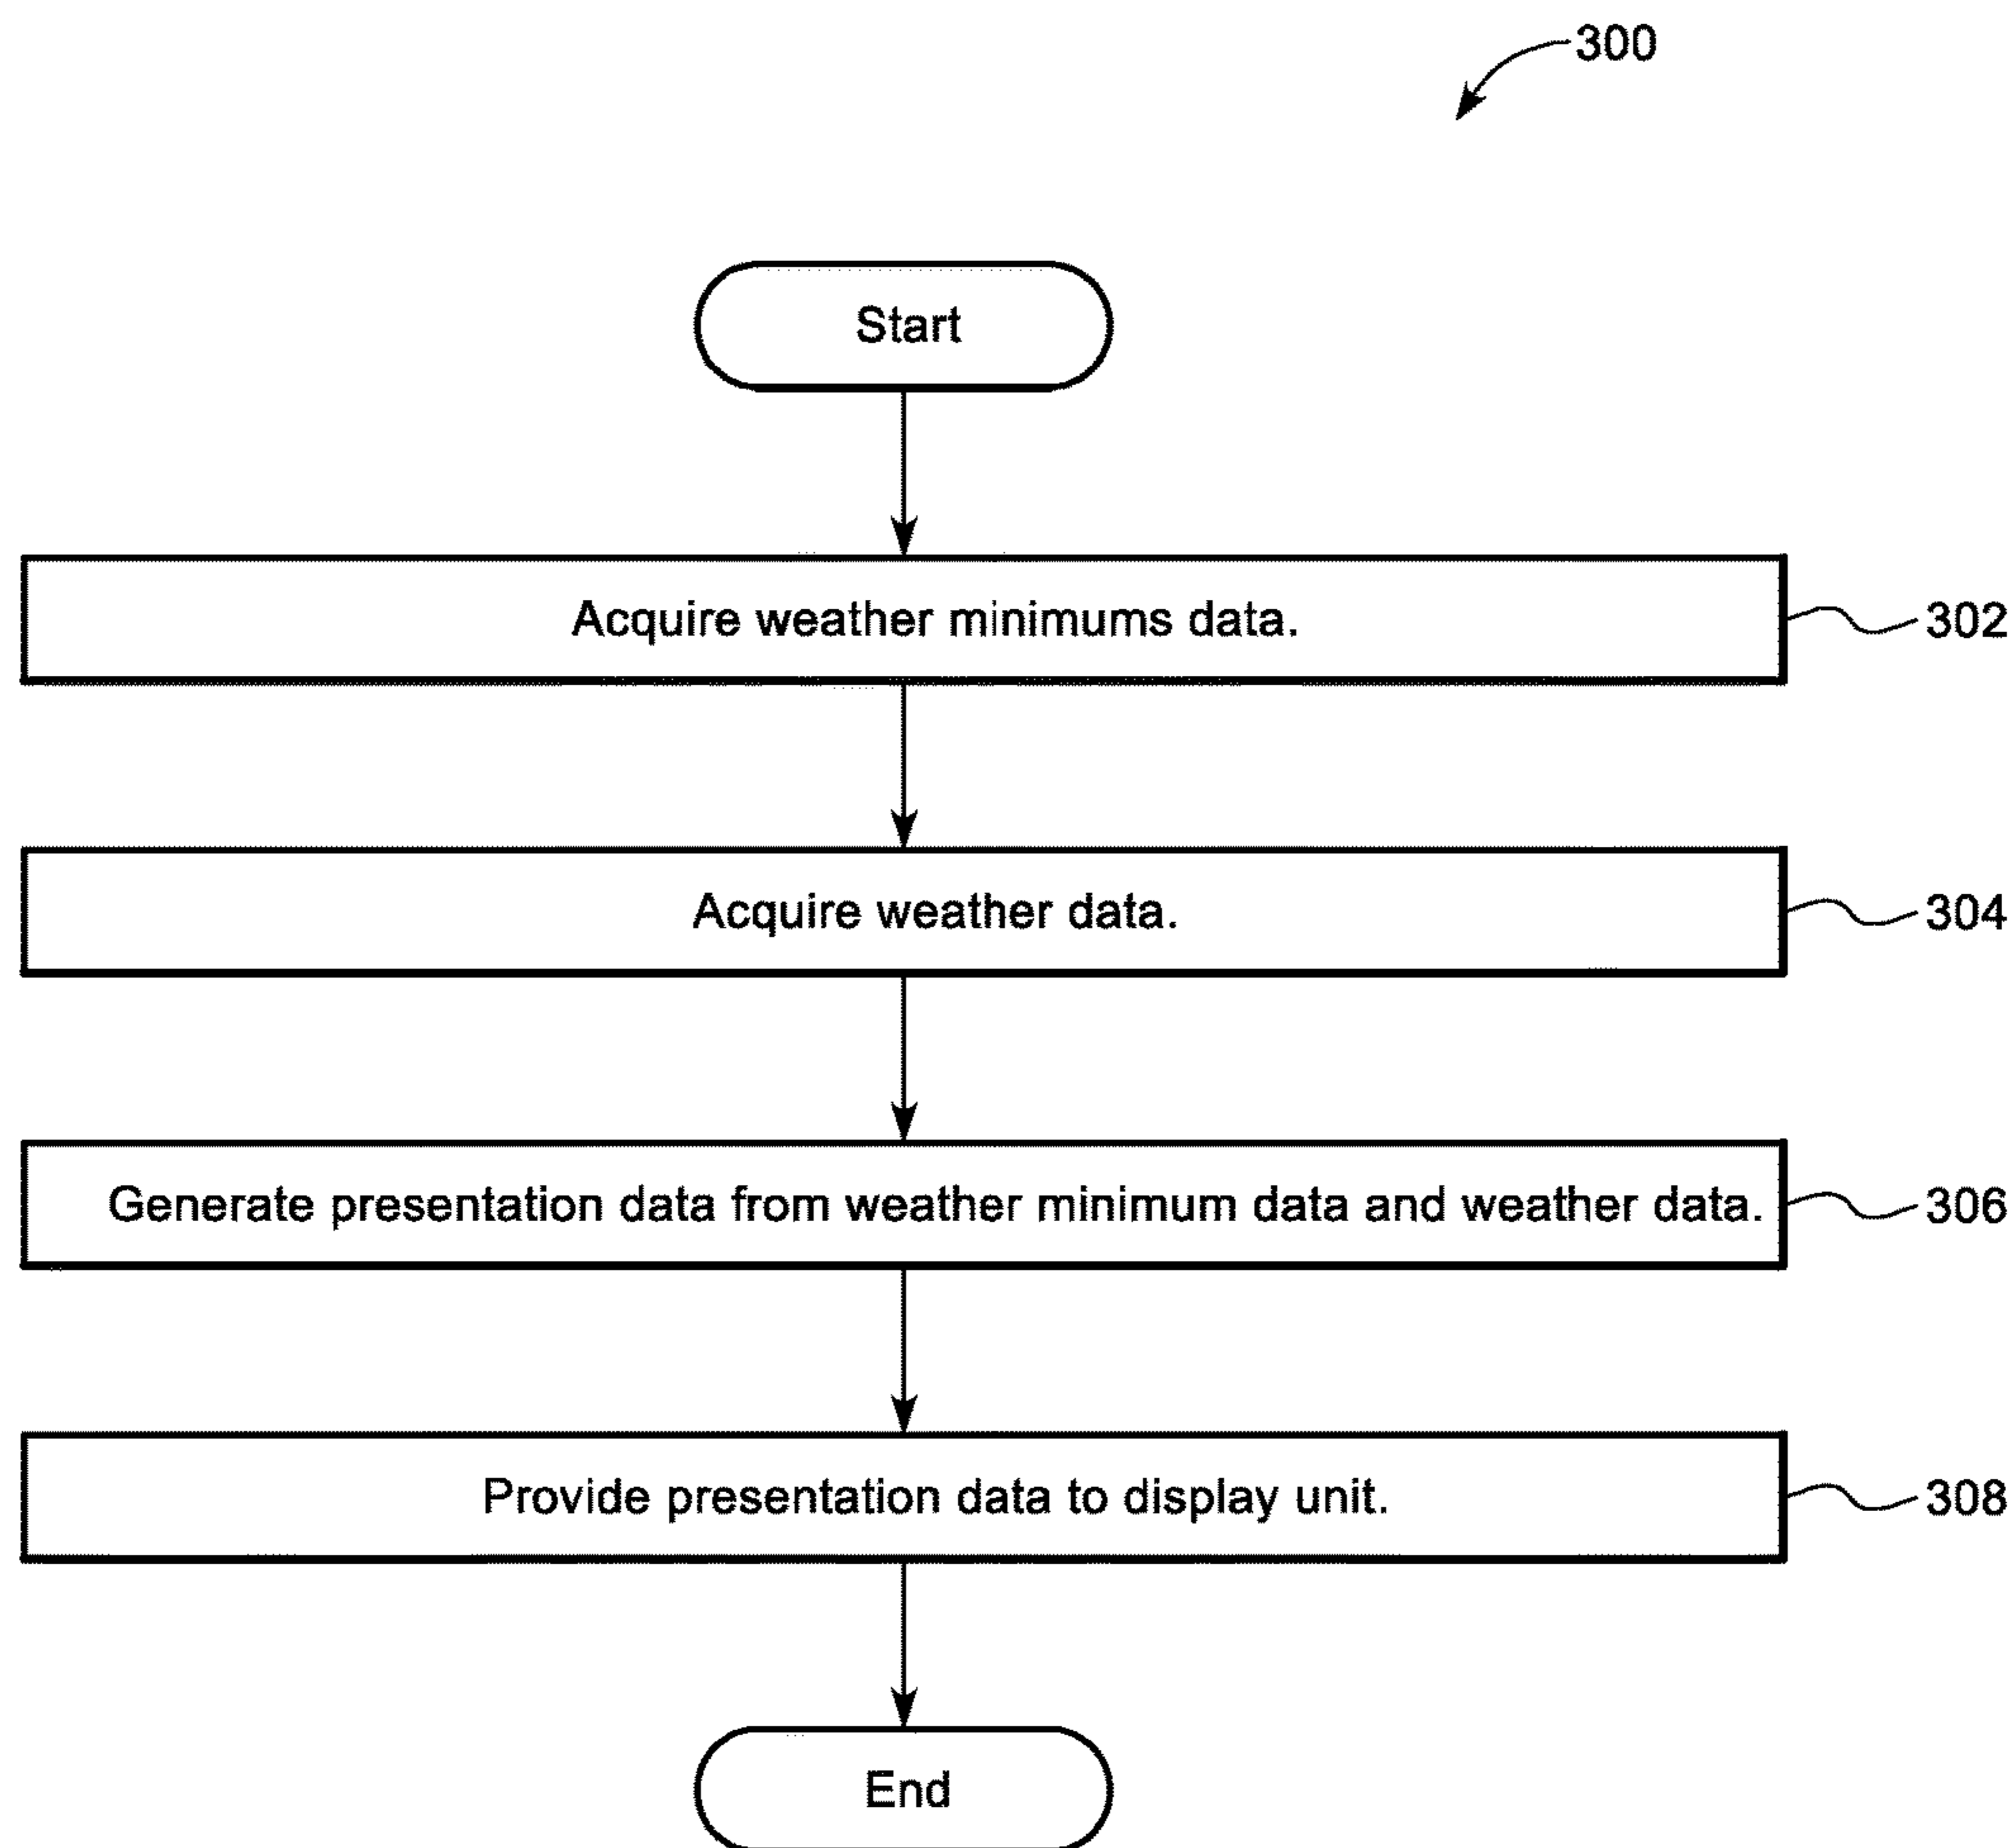 300
Start
Acquire weather minimums data.
302
Acquire weather data.
304
Generate presentation data from weather minimum data and weather data.
306
Provide presentation data to display unit.
308
End